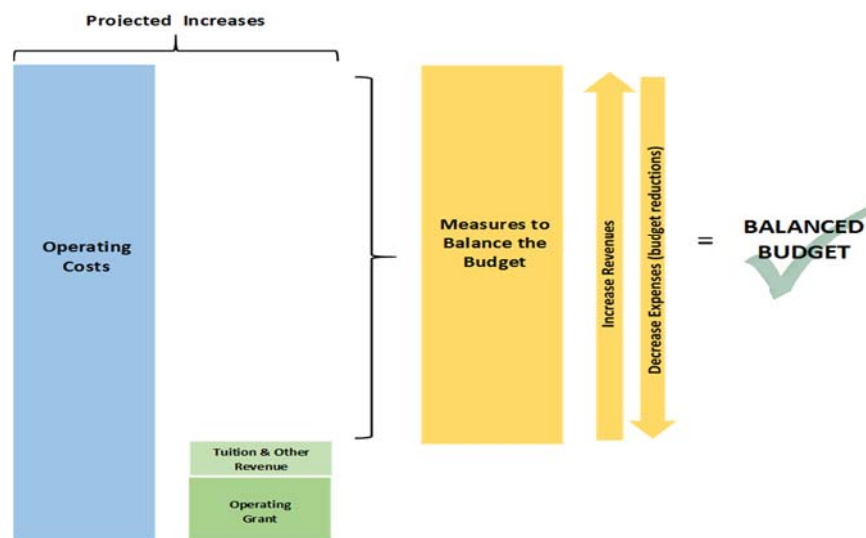 Projected Increases
Operating
Costs
Measures to
Balance the
Budget
Increase Revenues
Decrease Expenses (budget reductions)
=
BALANCED
BUDGET
Tuition & Other
Revenue
Operating
Grant